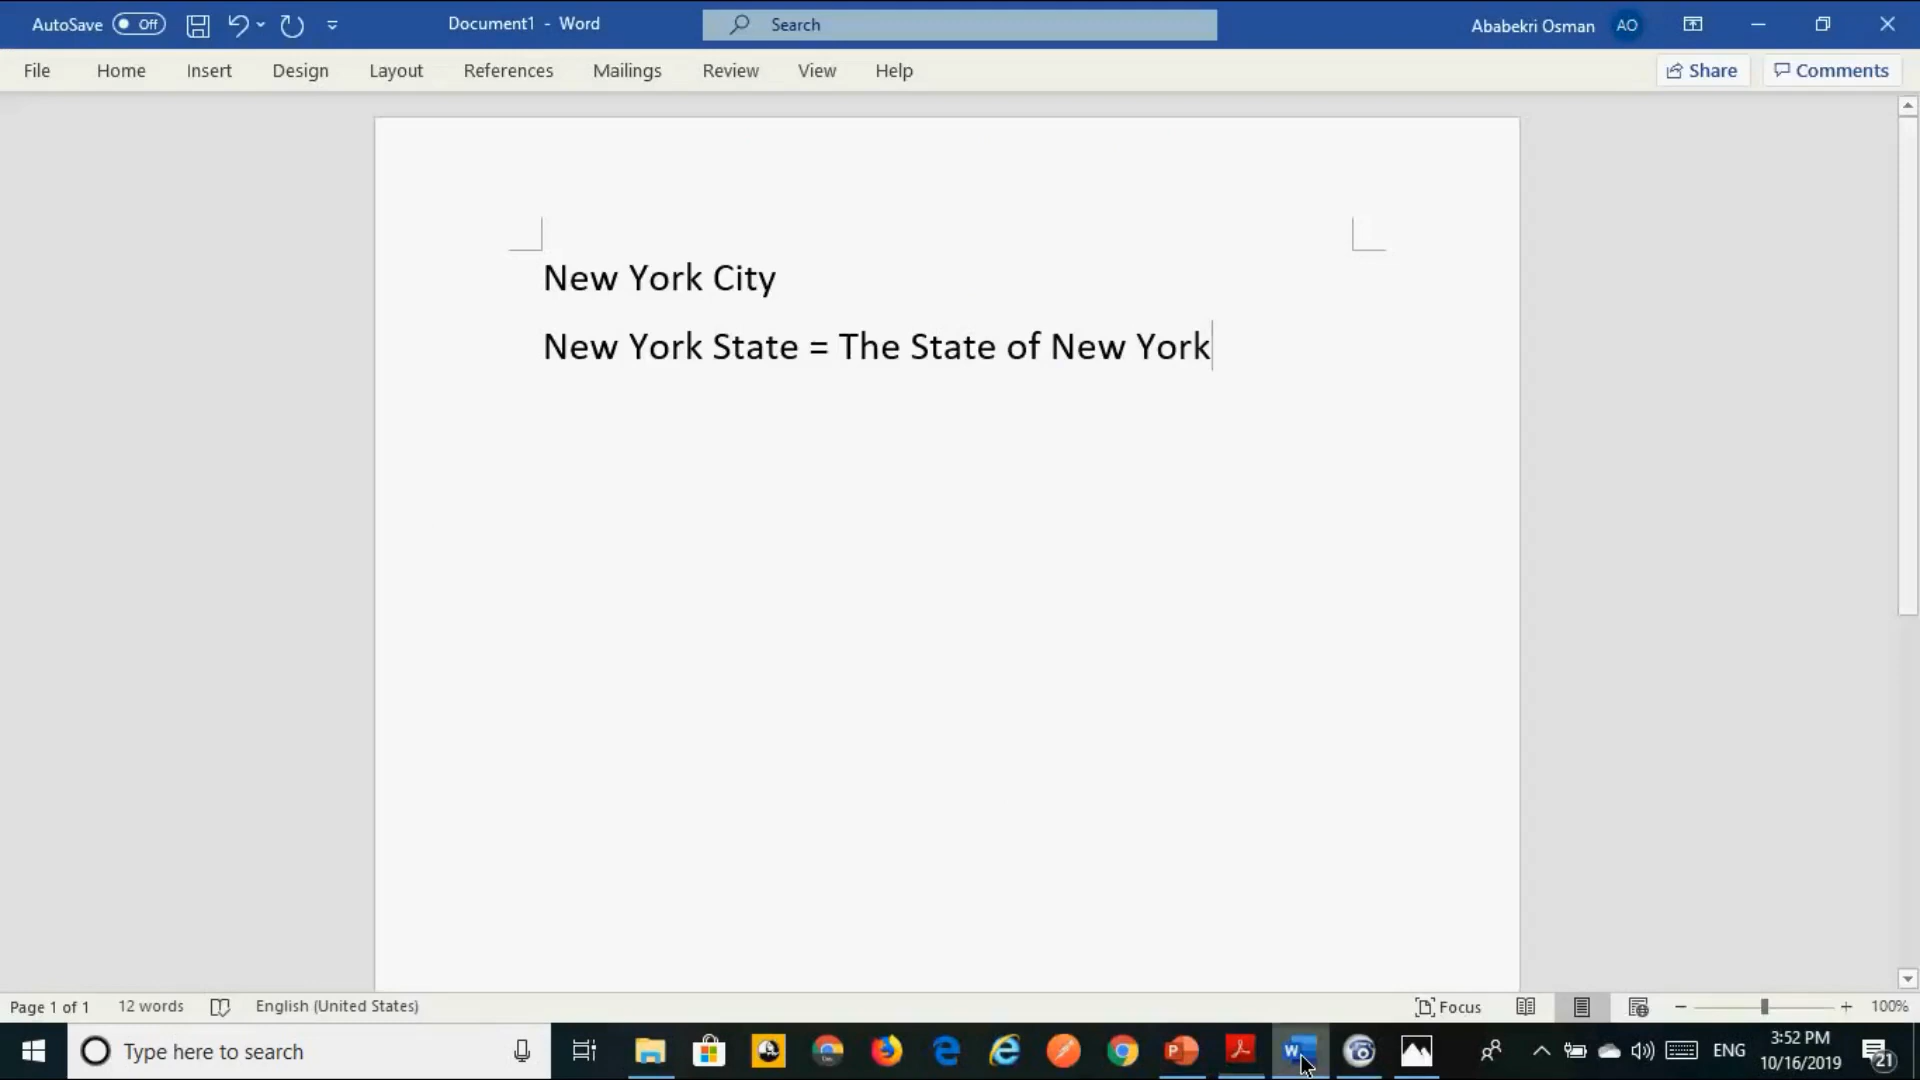 AutoSave Off Document1 - Word Search Ababekri Osman AO
File Home Insert Design Layout References Mailings Review View Help Share Comments
New York City
New York State = The State of New York
Page 1 of 1 12 words English (United States) Focus 100%
Type here to search ENG 3:52 PM
10/16/2019 21